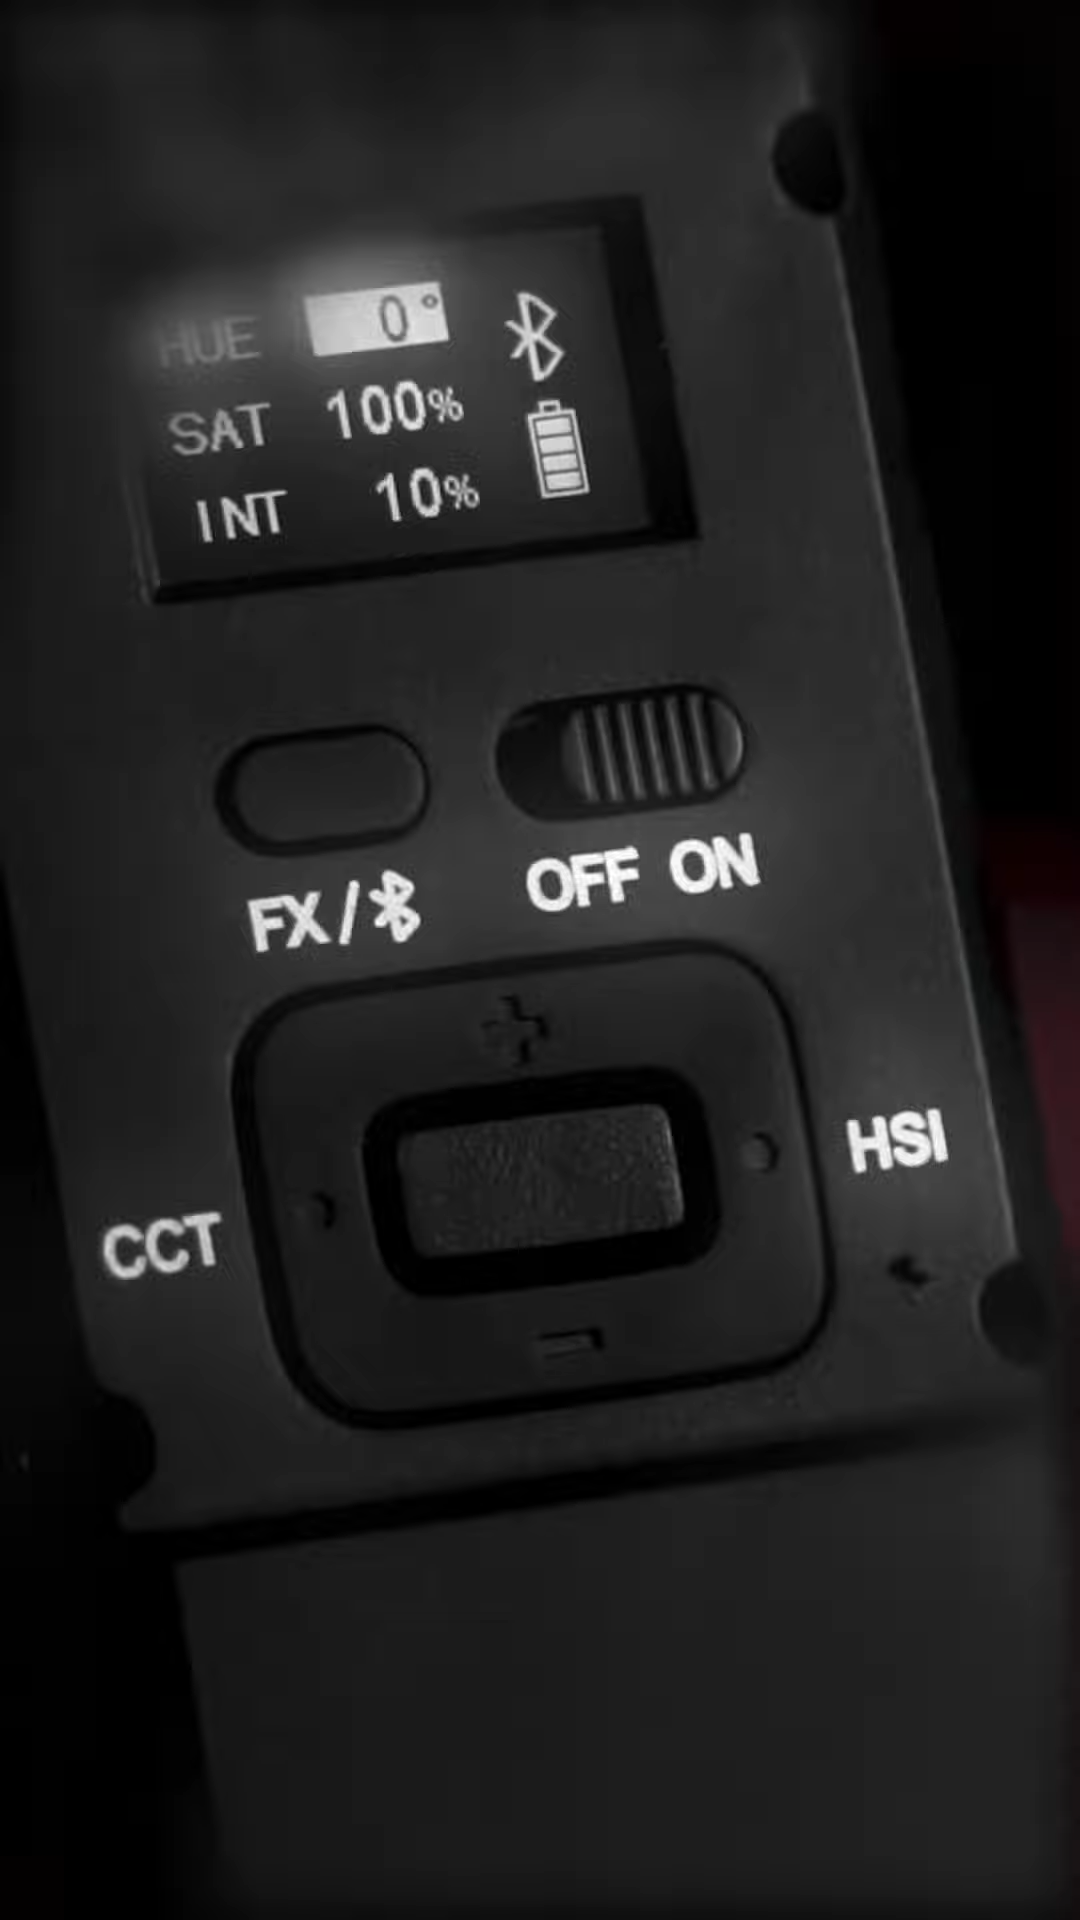 HUE 0°
SAT 100%
INT 10%
FX/
OFF ON
HSI
CCT